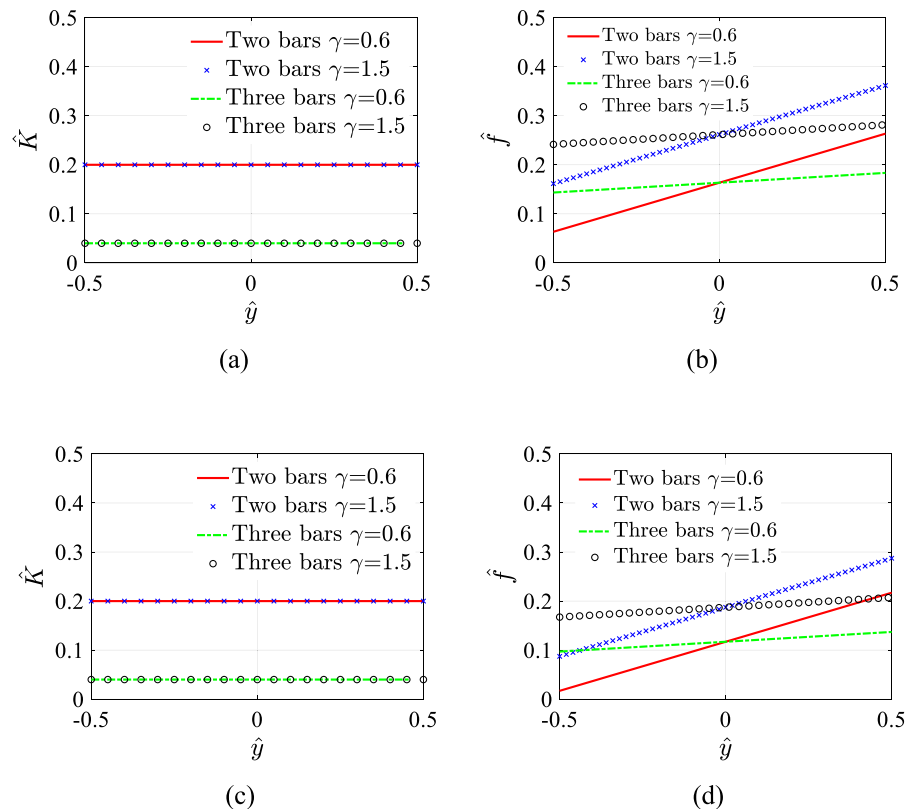 0.5
0.4
0.3
0.2
0.1
0
K̂
Two bars γ=0.6
Two bars γ=1.5
Three bars γ=0.6
Three bars γ=1.5
-0.5 0 0.5
ŷ
(a)
0.5
0.4
0.3
0.2
0.1
0
f̂
Two bars γ=0.6
Two bars γ=1.5
Three bars γ=0.6
Three bars γ=1.5
-0.5 0 0.5
ŷ
(b)
0.5
0.4
0.3
0.2
0.1
0
K̂
Two bars γ=0.6
Two bars γ=1.5
Three bars γ=0.6
Three bars γ=1.5
-0.5 0 0.5
ŷ
(c)
0.5
0.4
0.3
0.2
0.1
0
f̂
Two bars γ=0.6
Two bars γ=1.5
Three bars γ=0.6
Three bars γ=1.5
-0.5 0 0.5
ŷ
(d)